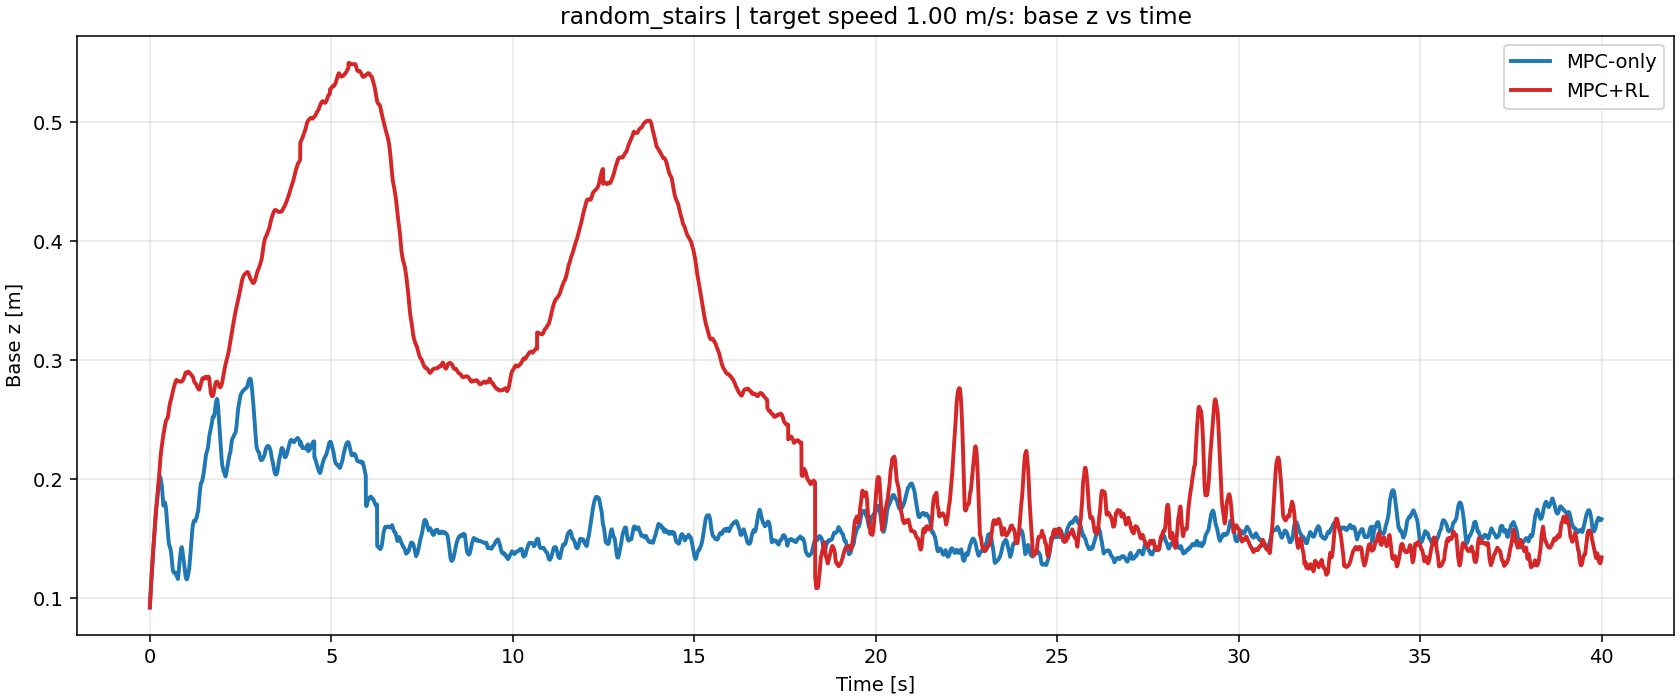 random_stairs | target speed 1.00 m/s: base z vs time
MPC-only
MPC+RL
Base z [m]
0.5
0.4
0.3
0.2
0.1
0 5 10 15 20 25 30 35 40
Time [s]